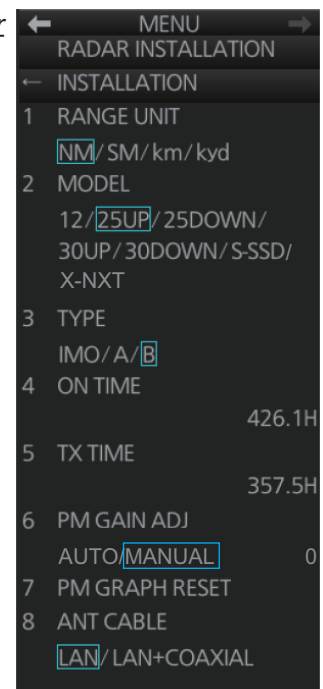 r
← MENU →
RADAR INSTALLATION
← INSTALLATION
1 RANGE UNIT
NM/SM/km/kyd
2 MODEL
12/25UP/25DOWN/
30UP/30DOWN/S-SSD/
X-NXT
3 TYPE
IMO/A/B
4 ON TIME
426.1H
5 TX TIME
357.5H
6 PM GAIN ADJ
AUTO/MANUAL 0
7 PM GRAPH RESET
8 ANT CABLE
LAN/LAN+COAXIAL